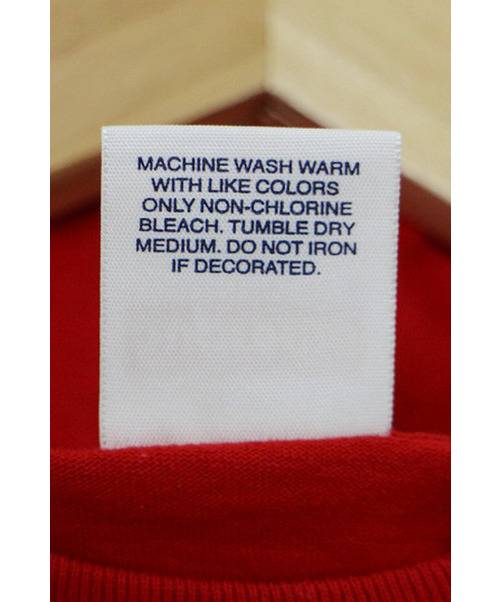 MACHINE WASH WARM
WITH LIKE COLORS
ONLY NON-CHLORINE
BLEACH. TUMBLE DRY
MEDIUM. DO NOT IRON
IF DECORATED.